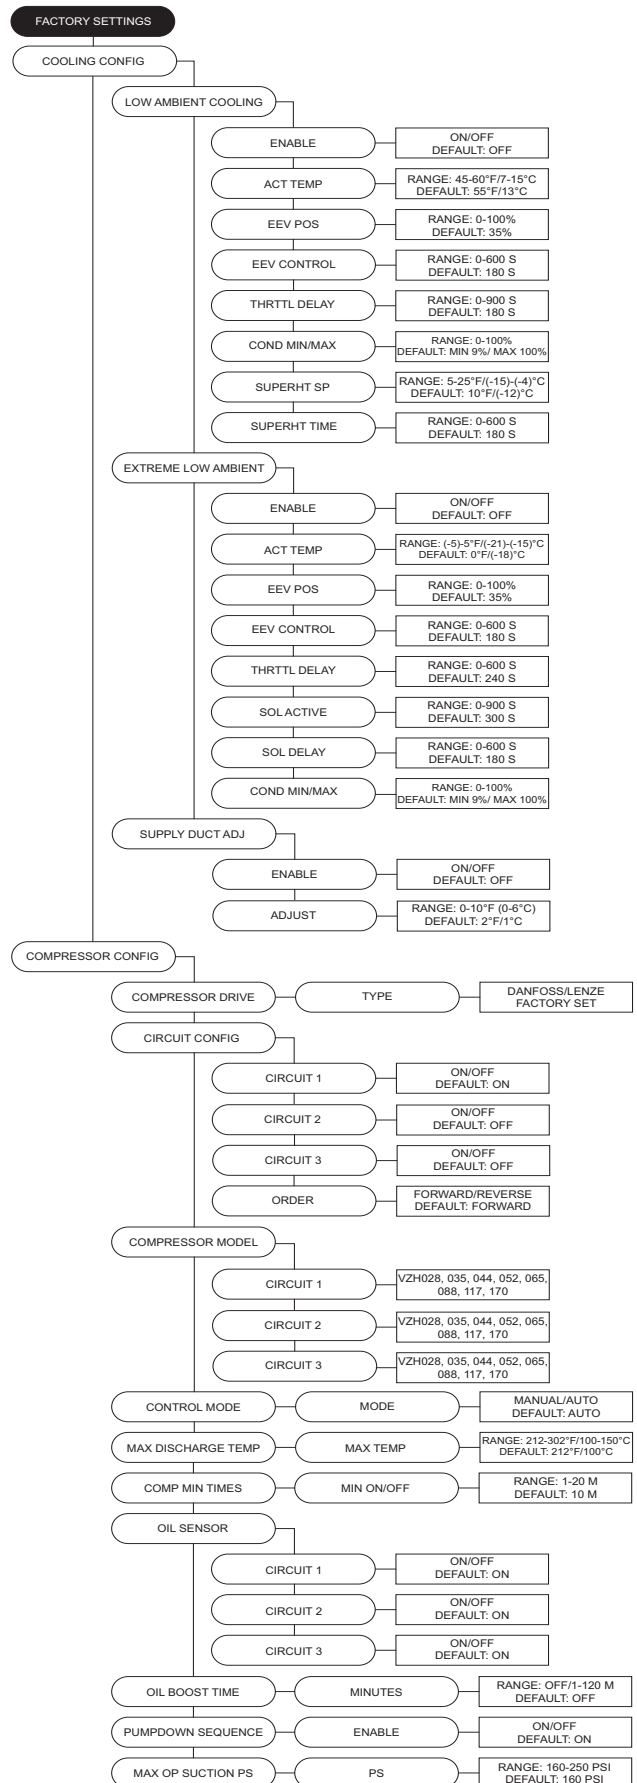 FACTORY SETTINGS
COOLING CONFIG
LOW AMBIENT COOLING
ENABLE
ON/OFF
DEFAULT: OFF
ACT TEMP
RANGE: 45-60°F/7-15°C
DEFAULT: 55°F/13°C
EEV POS
RANGE: 0-100%
DEFAULT: 35%
EEV CONTROL
RANGE: 0-600 S
DEFAULT: 180 S
THRTTL DELAY
RANGE: 0-900 S
DEFAULT: 180 S
COND MIN/MAX
RANGE: 0-100%
DEFAULT: MIN 9%/ MAX 100%
SUPERHT SP
RANGE: 5-25°F/(-15)-(-4)°C
DEFAULT: 10°F/(-12)°C
SUPERHT TIME
RANGE: 0-600 S
DEFAULT: 180 S
EXTREME LOW AMBIENT
ENABLE
ON/OFF
DEFAULT: OFF
ACT TEMP
RANGE: (-5)-5°F/(-21)-(-15)°C
DEFAULT: 0°F/(-18)°C
EEV POS
RANGE: 0-100%
DEFAULT: 35%
EEV CONTROL
RANGE: 0-600 S
DEFAULT: 180 S
THRTTL DELAY
RANGE: 0-600 S
DEFAULT: 240 S
SOL ACTIVE
RANGE: 0-900 S
DEFAULT: 300 S
SOL DELAY
RANGE: 0-600 S
DEFAULT: 180 S
COND MIN/MAX
RANGE: 0-100%
DEFAULT: MIN 9%/ MAX 100%
SUPPLY DUCT ADJ
ENABLE
ON/OFF
DEFAULT: OFF
ADJUST
RANGE: 0-10°F (0-6°C)
DEFAULT: 2°F/1°C
COMPRESSOR CONFIG
COMPRESSOR DRIVE
TYPE
DANFOSS/LENZE
FACTORY SET
CIRCUIT CONFIG
CIRCUIT 1
ON/OFF
DEFAULT: ON
CIRCUIT 2
ON/OFF
DEFAULT: OFF
CIRCUIT 3
ON/OFF
DEFAULT: OFF
ORDER
FORWARD/REVERSE
DEFAULT: FORWARD
COMPRESSOR MODEL
CIRCUIT 1
VZH028, 035, 044, 052, 065,
088, 117, 170
CIRCUIT 2
VZH028, 035, 044, 052, 065,
088, 117, 170
CIRCUIT 3
VZH028, 035, 044, 052, 065,
088, 117, 170
CONTROL MODE
MODE
MANUAL/AUTO
DEFAULT: AUTO
MAX DISCHARGE TEMP
MAX TEMP
RANGE: 212-302°F/100-150°C
DEFAULT: 212°F/100°C
COMP MIN TIMES
MIN ON/OFF
RANGE: 1-20 M
DEFAULT: 10 M
OIL SENSOR
CIRCUIT 1
ON/OFF
DEFAULT: ON
CIRCUIT 2
ON/OFF
DEFAULT: ON
CIRCUIT 3
ON/OFF
DEFAULT: ON
OIL BOOST TIME
MINUTES
RANGE: OFF/1-120 M
DEFAULT: OFF
PUMPDOWN SEQUENCE
ENABLE
ON/OFF
DEFAULT: ON
MAX OP SUCTION PS
PS
RANGE: 160-250 PSI
DEFAULT: 160 PSI